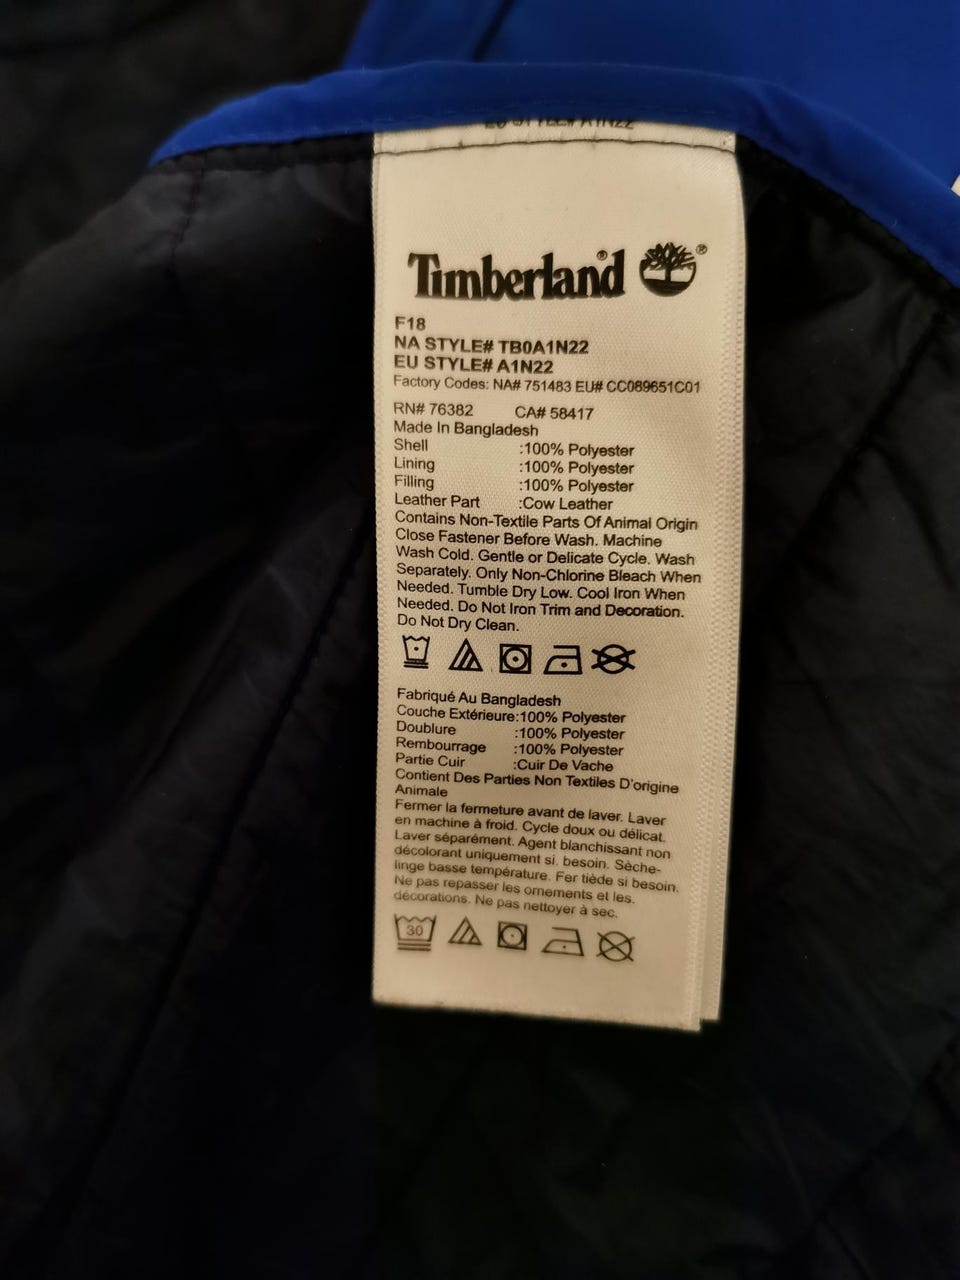 EU STYLE# A1N22
Timberland® ®
F18
NA STYLE# TB0A1N22
EU STYLE# A1N22
Factory Codes: NA# 751483 EU# CC089651C01
RN# 76382 CA# 58417
Made In Bangladesh
Shell :100% Polyester
Lining :100% Polyester
Filling :100% Polyester
Leather Part :Cow Leather
Contains Non-Textile Parts Of Animal Origin
Close Fastener Before Wash. Machine
Wash Cold. Gentle or Delicate Cycle. Wash
Separately. Only Non-Chlorine Bleach When
Needed. Tumble Dry Low. Cool Iron When
Needed. Do Not Iron Trim and Decoration.
Do Not Dry Clean.
Fabriqué Au Bangladesh
Couche Extérieure:100% Polyester
Doublure :100% Polyester
Rembourrage :100% Polyester
Partie Cuir :Cuir De Vache
Contient Des Parties Non Textiles D'origine
Animale
Fermer la fermeture avant de laver. Laver
en machine à froid. Cycle doux ou délicat.
Laver séparément. Agent blanchissant non
décolorant uniquement si. besoin. Sèche-
linge basse température. Fer tiède si besoin.
Ne pas repasser les ornements et les.
décorations. Ne pas nettoyer à sec.
30